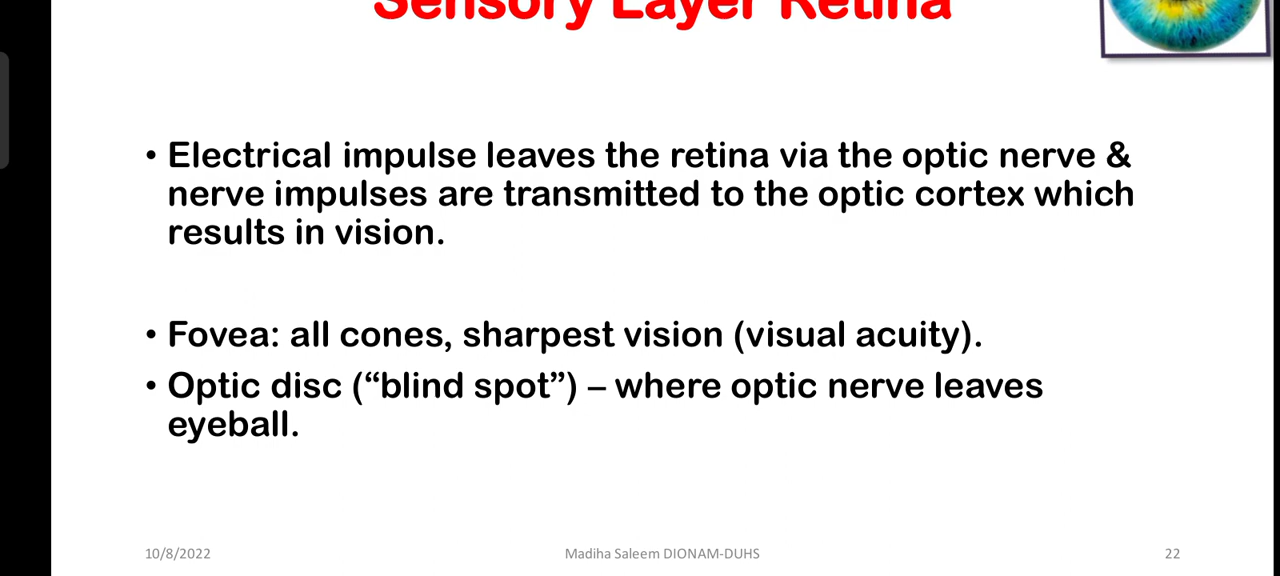 Sensory Layer Retina
• Electrical impulse leaves the retina via the optic nerve &
nerve impulses are transmitted to the optic cortex which
results in vision.
• Fovea: all cones, sharpest vision (visual acuity).
• Optic disc (“blind spot”) – where optic nerve leaves
eyeball.
10/8/2022
Madiha Saleem DIONAM-DUHS
22